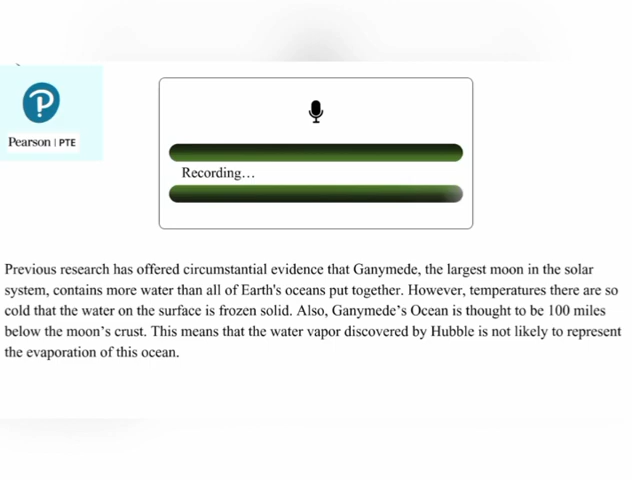 Pearson | PTE
Recording…
Previous research has offered circumstantial evidence that Ganymede, the largest moon in the solar
system, contains more water than all of Earth's oceans put together. However, temperatures there are so
cold that the water on the surface is frozen solid. Also, Ganymede’s Ocean is thought to be 100 miles
below the moon’s crust. This means that the water vapor discovered by Hubble is not likely to represent
the evaporation of this ocean.